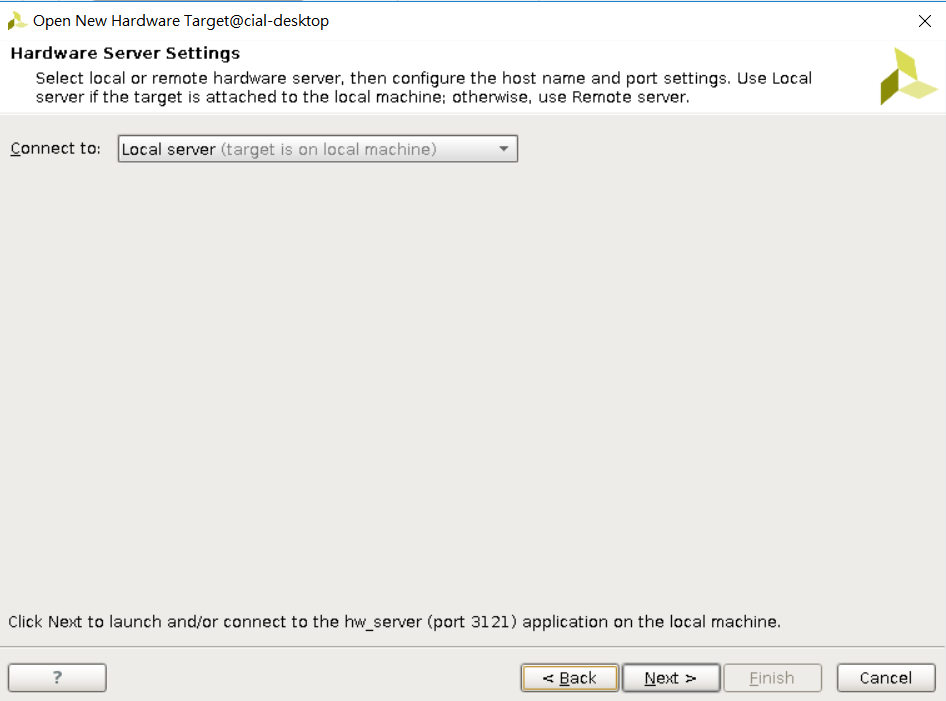 Open New Hardware Target@cial-desktop
Hardware Server Settings
Select local or remote hardware server, then configure the host name and port settings. Use Local
server if the target is attached to the local machine; otherwise, use Remote server.
Connect to: Local server (target is on local machine)
Click Next to launch and/or connect to the hw_server (port 3121) application on the local machine.
? < Back Next > Finish Cancel